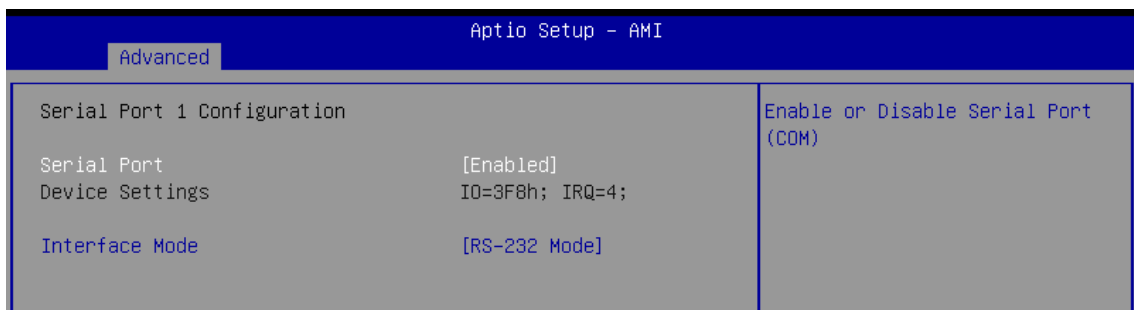 Aptio Setup – AMI
Advanced
Serial Port 1 Configuration
Serial Port [Enabled]
Device Settings IO=3F8h; IRQ=4;
Interface Mode [RS-232 Mode]
Enable or Disable Serial Port
(COM)